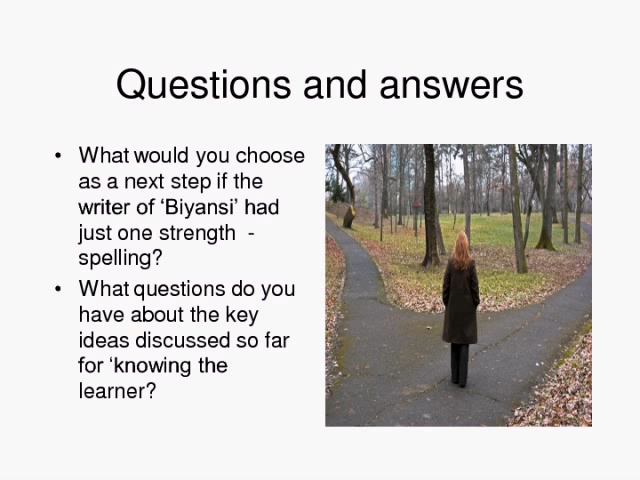 Questions and answers
• What would you choose
as a next step if the
writer of ‘Biyansi’ had
just one strength  -
spelling?
• What questions do you
have about the key
ideas discussed so far
for ‘knowing the
learner?